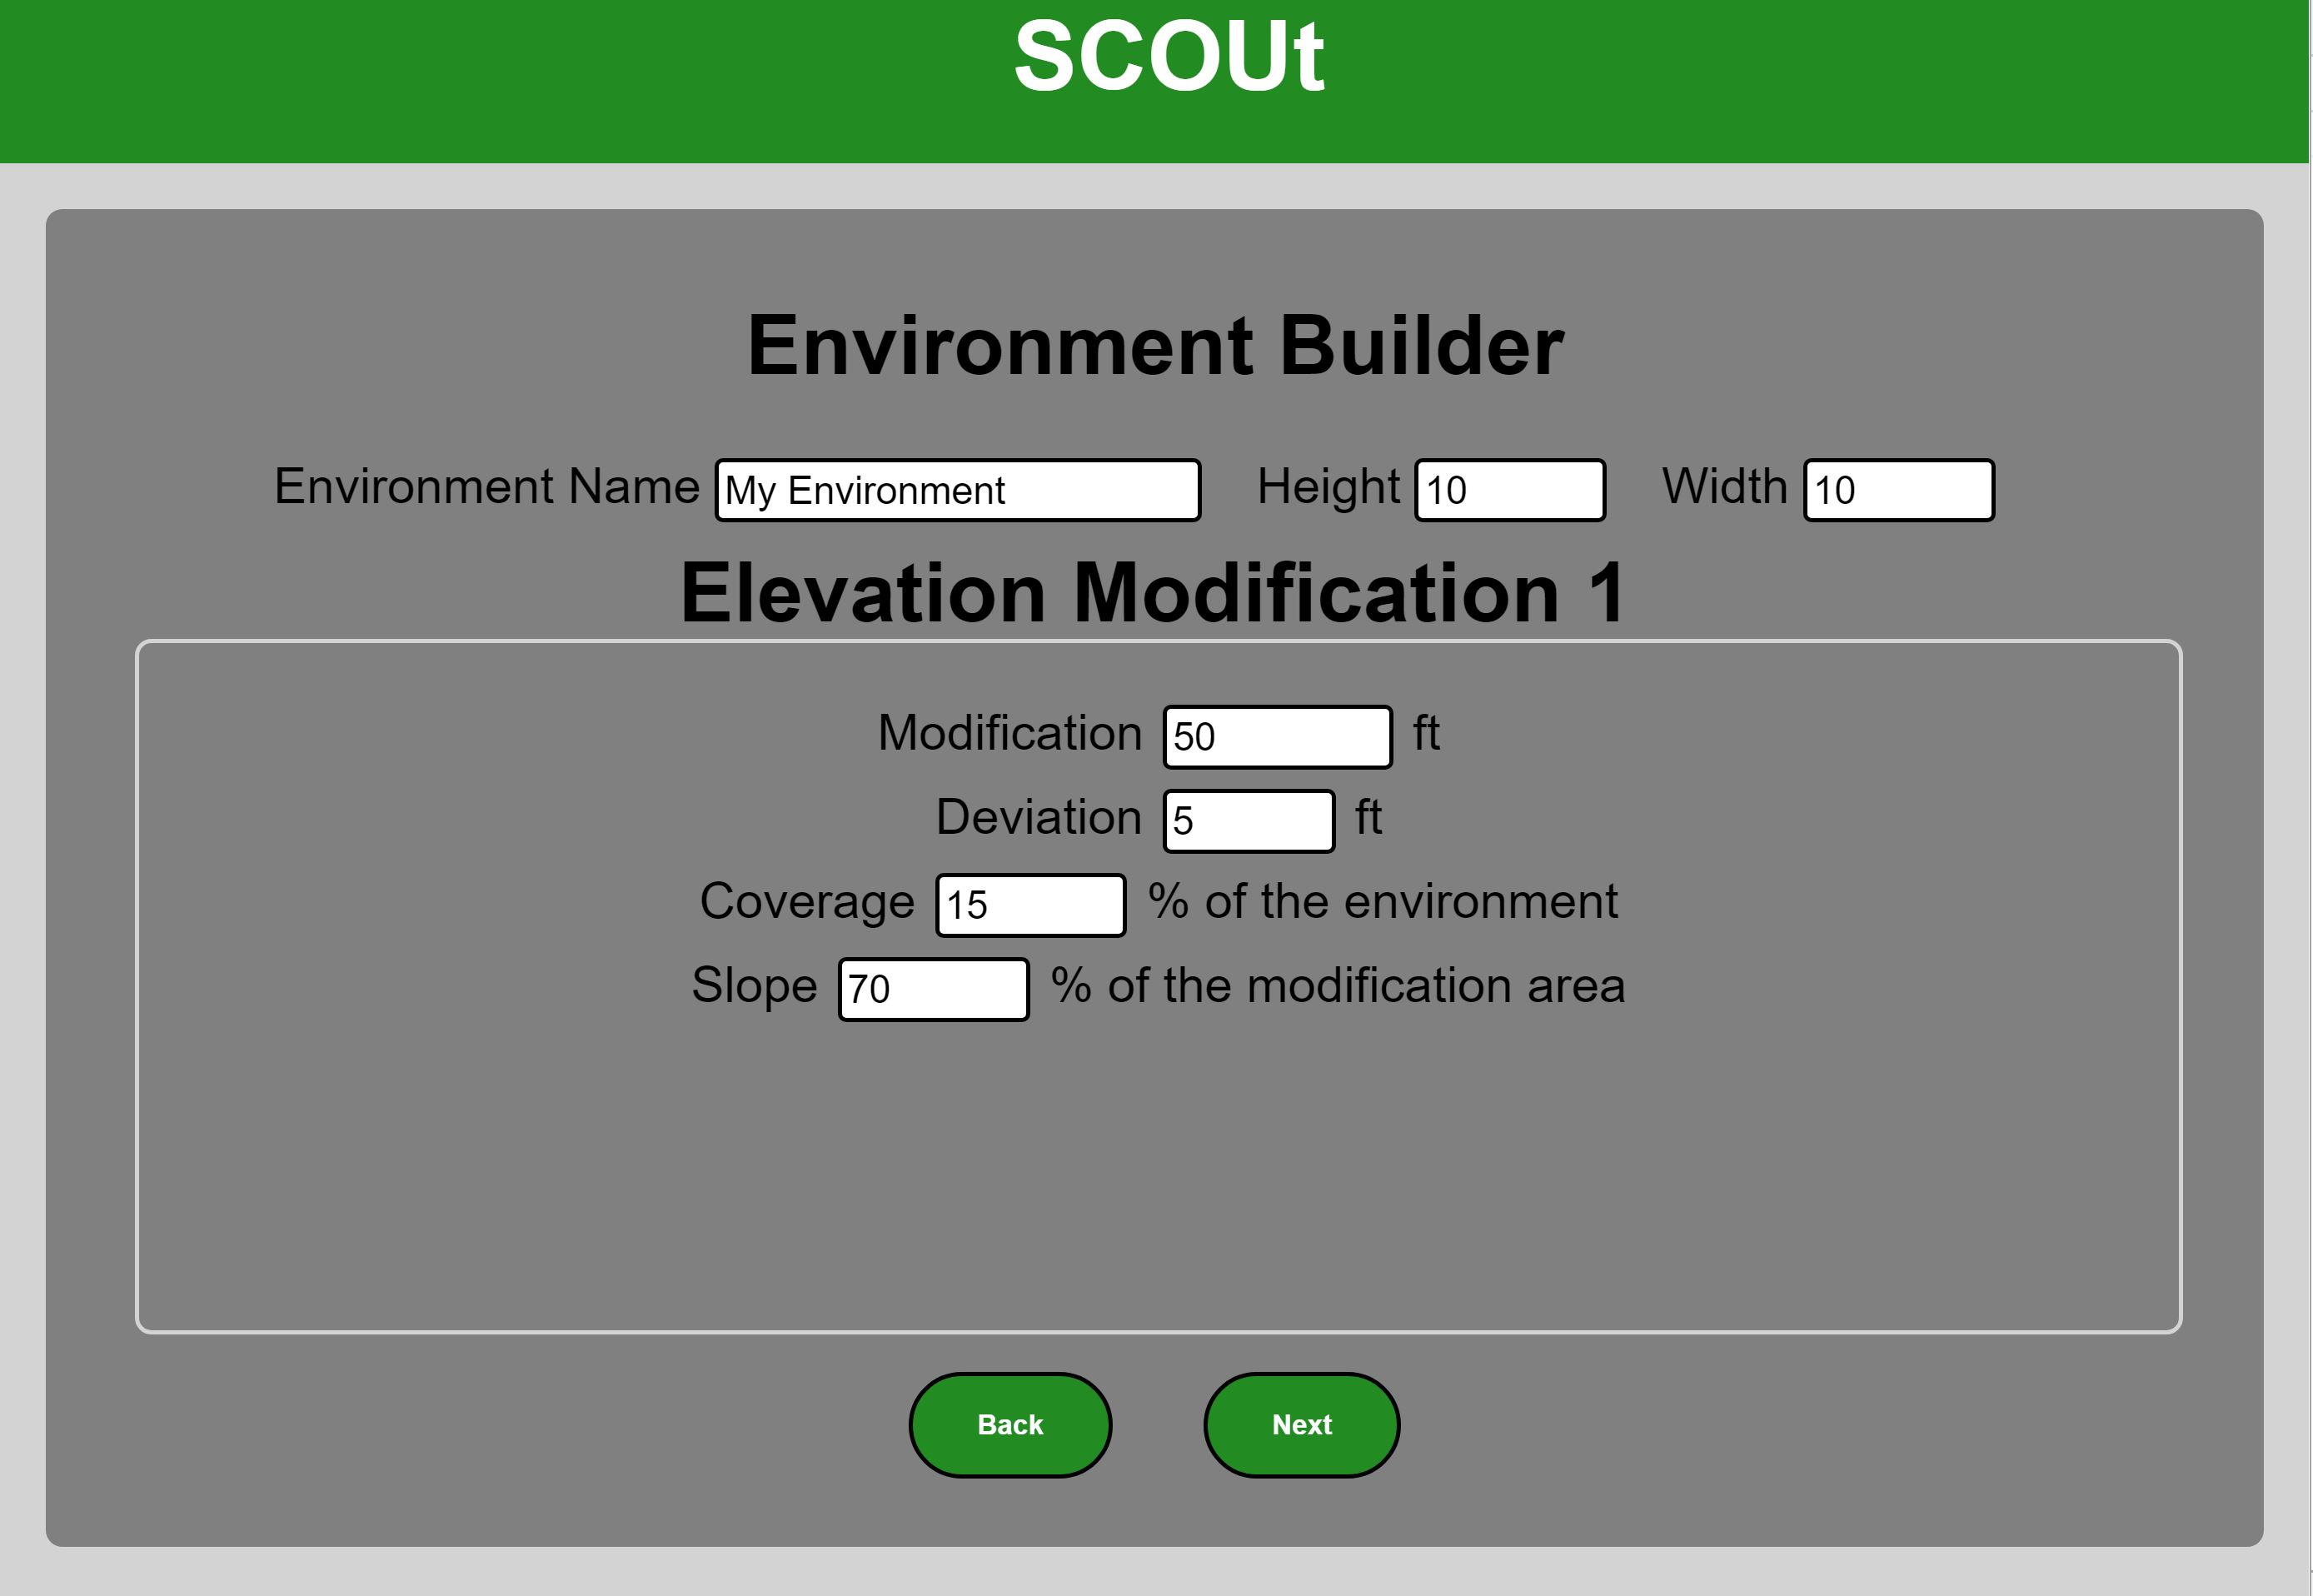 SCOUt
Environment Builder
Environment Name My Environment Height 10 Width 10
Elevation Modification 1
Modification 50 ft
Deviation 5 ft
Coverage 15 % of the environment
Slope 70 % of the modification area
Back Next